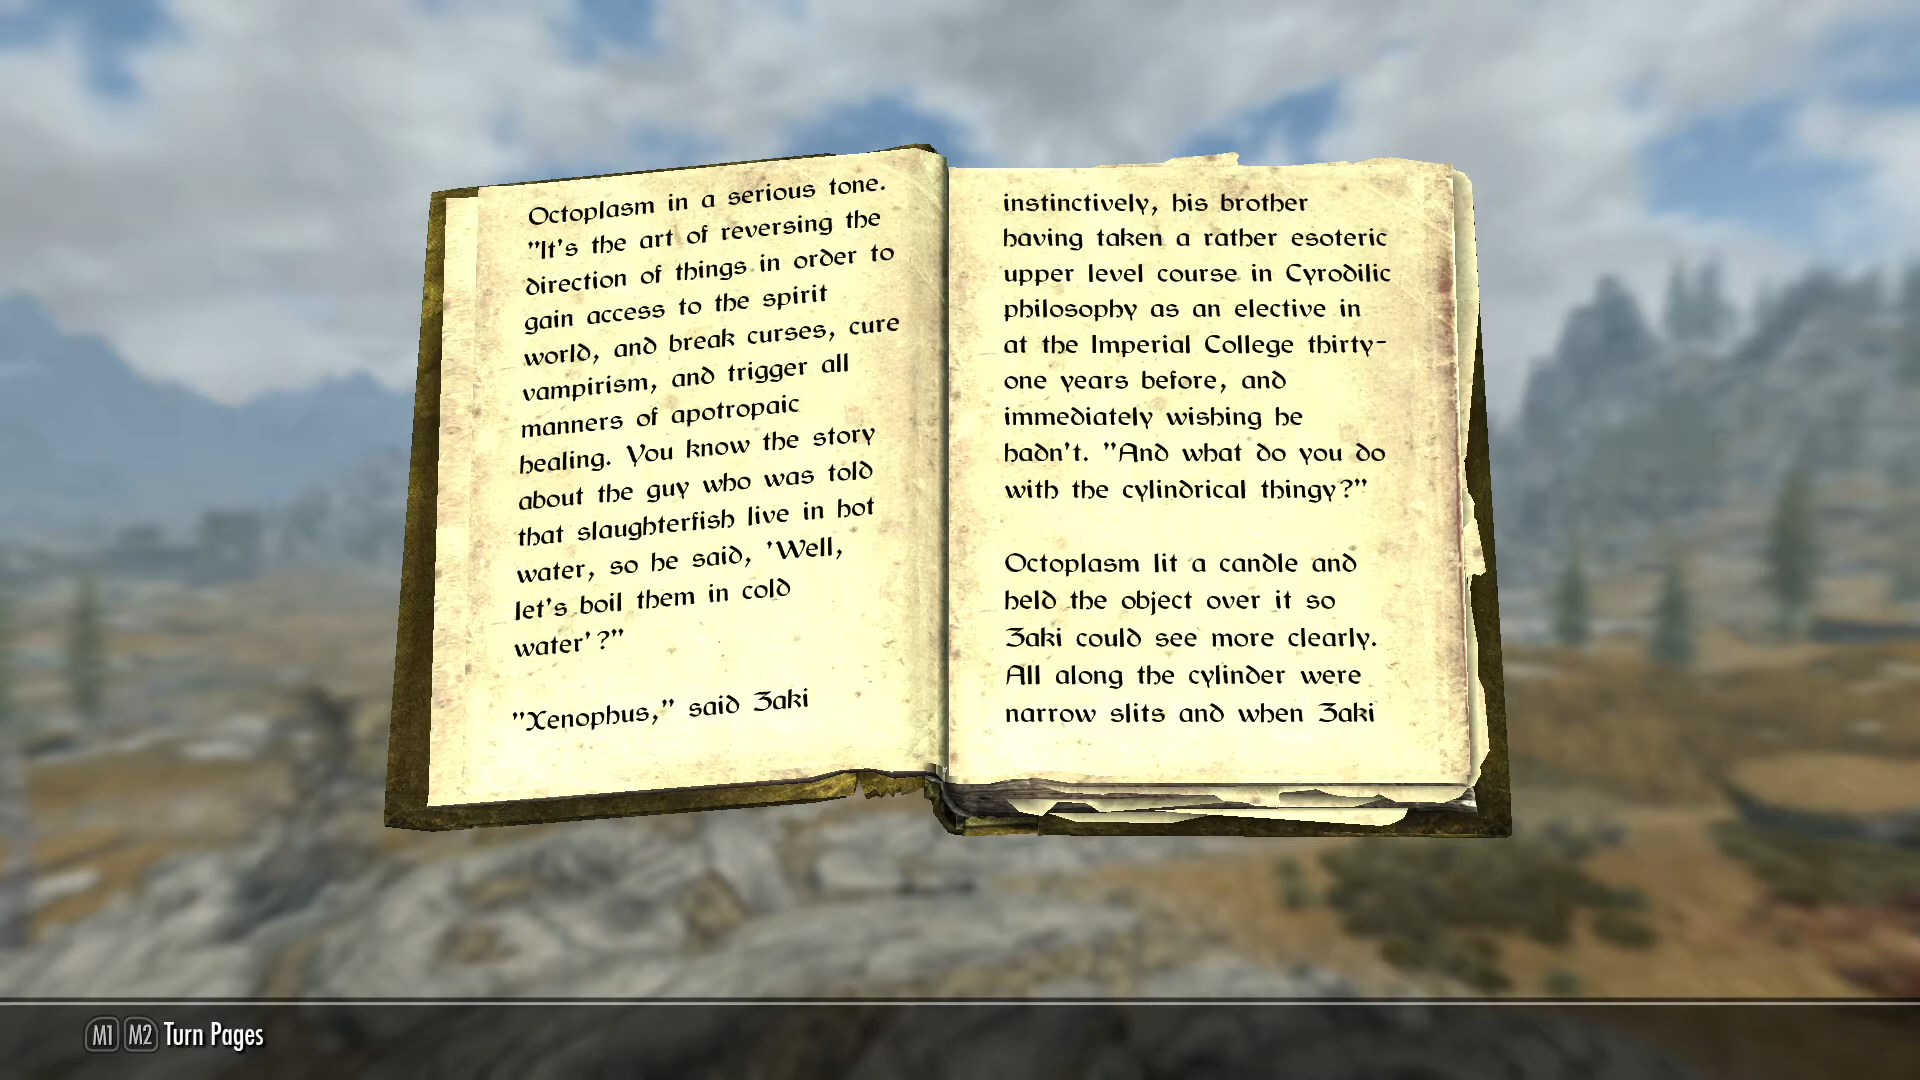 Octoplasm in a serious tone.
"It's the art of reversing the
direction of things in order to
gain access to the spirit
world, and break curses, cure
vampirism, and trigger all
manners of apotropaic
healing. You know the story
about the guy who was told
that slaughterfish live in hot
water, so he said, 'Well,
let's boil them in cold
water'?"
"Xenophus," said Zaki
instinctively, his brother
having taken a rather esoteric
upper level course in Cyrodilic
philosophy as an elective in
at the Imperial College thirty-
one years before, and
immediately wishing he
hadn't. "And what do you do
with the cylindrical thingy?"
Octoplasm lit a candle and
held the object over it so
Zaki could see more clearly.
All along the cylinder were
narrow slits and when Zaki
M1 M2 Turn Pages